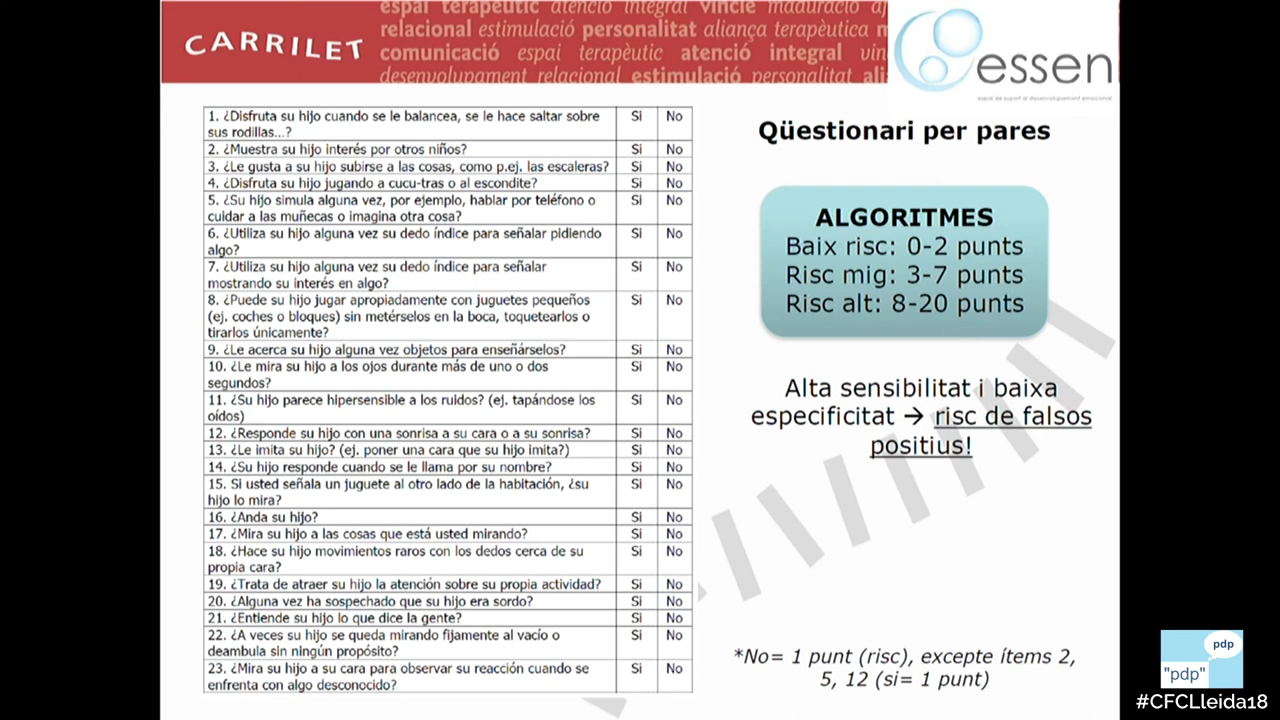 espai terapèutic atenció integral vincle maduració
CARRILET
relacional estimulació personalitat aliança terapèutica
comunicació espai terapèutic atenció integral
desenvolupament relacional estimulació personalitat
essen
espai de suport al desenvolupament emocional
Qüestionari per pares
1. ¿Disfruta su hijo cuando se le balancea, se le hace saltar sobre
sus rodillas...? Si No
2. ¿Muestra su hijo interés por otros niños? Si No
3. ¿Le gusta a su hijo subirse a las cosas, como p.ej. las escaleras? Si No
4. ¿Disfruta su hijo jugando a cucu-tras o al escondite? Si No
5. ¿Su hijo simula alguna vez, por ejemplo, hablar por teléfono o
cuidar a las muñecas o imagina otra cosa? Si No
6. ¿Utiliza su hijo alguna vez su dedo índice para señalar pidiendo
algo? Si No
7. ¿Utiliza su hijo alguna vez su dedo índice para señalar
mostrando su interés en algo? Si No
8. ¿Puede su hijo jugar apropiadamente con juguetes pequeños
(ej. coches o bloques) sin metérselos en la boca, toquetearlos o
tirarlos únicamente? Si No
9. ¿Le acerca su hijo alguna vez objetos para enseñárselos? Si No
10. ¿Le mira su hijo a los ojos durante más de uno o dos
segundos? Si No
11. ¿Su hijo parece hipersensible a los ruidos? (ej. tapándose los
oídos) Si No
12. ¿Responde su hijo con una sonrisa a su cara o a su sonrisa? Si No
13. ¿Le imita su hijo? (ej. poner una cara que su hijo imita?) Si No
14. ¿Su hijo responde cuando se le llama por su nombre? Si No
15. Si usted señala un juguete al otro lado de la habitación, ¿su
hijo lo mira? Si No
16. ¿Anda su hijo? Si No
17. ¿Mira su hijo a las cosas que está usted mirando? Si No
18. ¿Hace su hijo movimientos raros con los dedos cerca de su
propia cara? Si No
19. ¿Trata de atraer su hijo la atención sobre su propia actividad? Si No
20. ¿Alguna vez ha sospechado que su hijo era sordo? Si No
21. ¿Entiende su hijo lo que dice la gente? Si No
22. ¿A veces su hijo se queda mirando fijamente al vacío o
deambula sin ningún propósito? Si No
23. ¿Mira su hijo a su cara para observar su reacción cuando se
enfrenta con algo desconocido? Si No
ALGORITMES
Baix risc: 0-2 punts
Risc mig: 3-7 punts
Risc alt: 8-20 punts
Alta sensibilitat i baixa
especificitat → risc de falsos
positius!
*No= 1 punt (risc), excepte ítems 2,
5, 12 (si= 1 punt)
pdp
"pdp"
#CFCLleida18